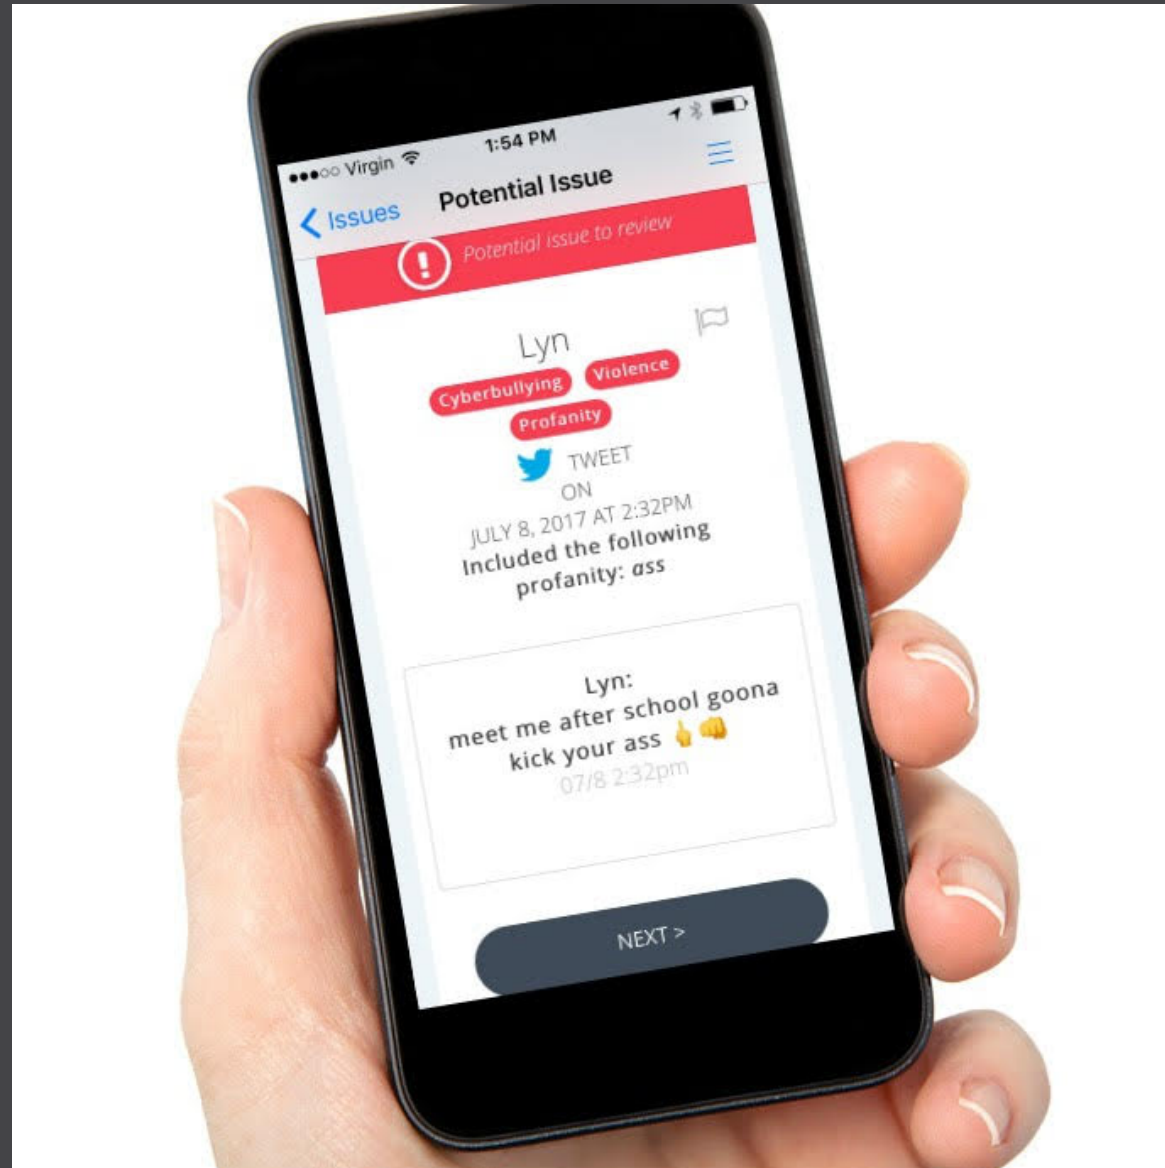 ●●●○○ Virgin 1:54 PM
Issues Potential Issue
! Potential issue to review
Lyn
Cyberbullying Violence
Profanity
TWEET
ON
JULY 8, 2017 AT 2:32PM
Included the following
profanity: ass
Lyn:
meet me after school goona
kick your ass 🖕👊
07/8 2:32pm
NEXT >